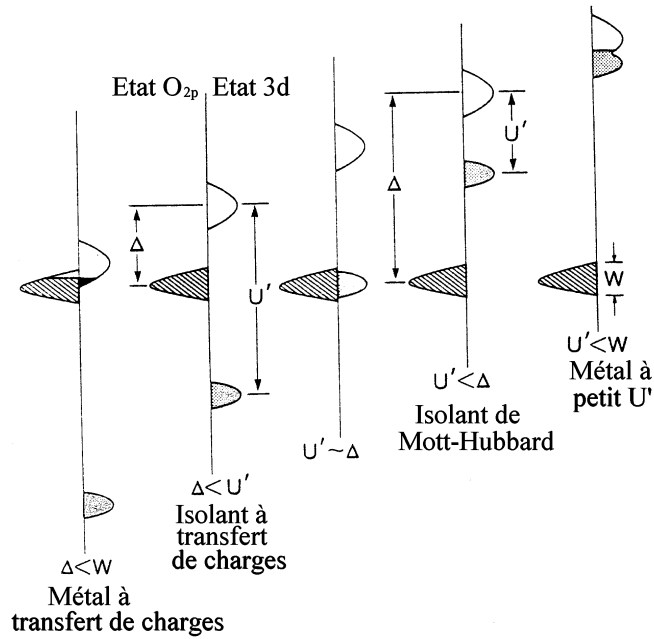 Etat O₂ₚ Etat 3d
Δ
U′
Δ
U′
W
Δ<W
Métal à
transfert de charges
Δ<U′
Isolant à
transfert
de charges
U′~Δ
U′<Δ
Isolant de
Mott-Hubbard
U′<W
Métal à
petit U'